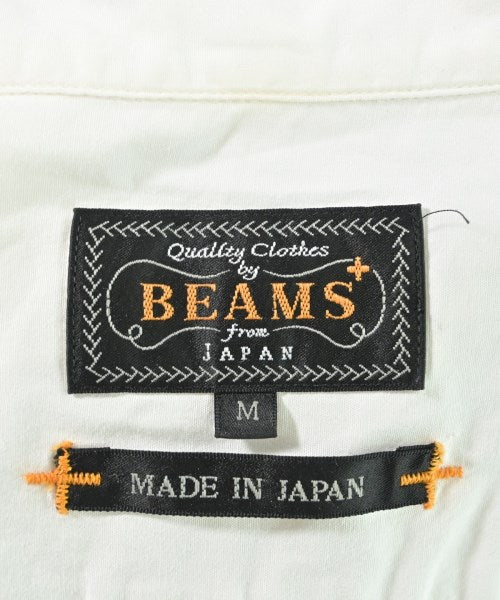 Quality Clothes
by
BEAMS+
from
JAPAN
M
MADE IN JAPAN